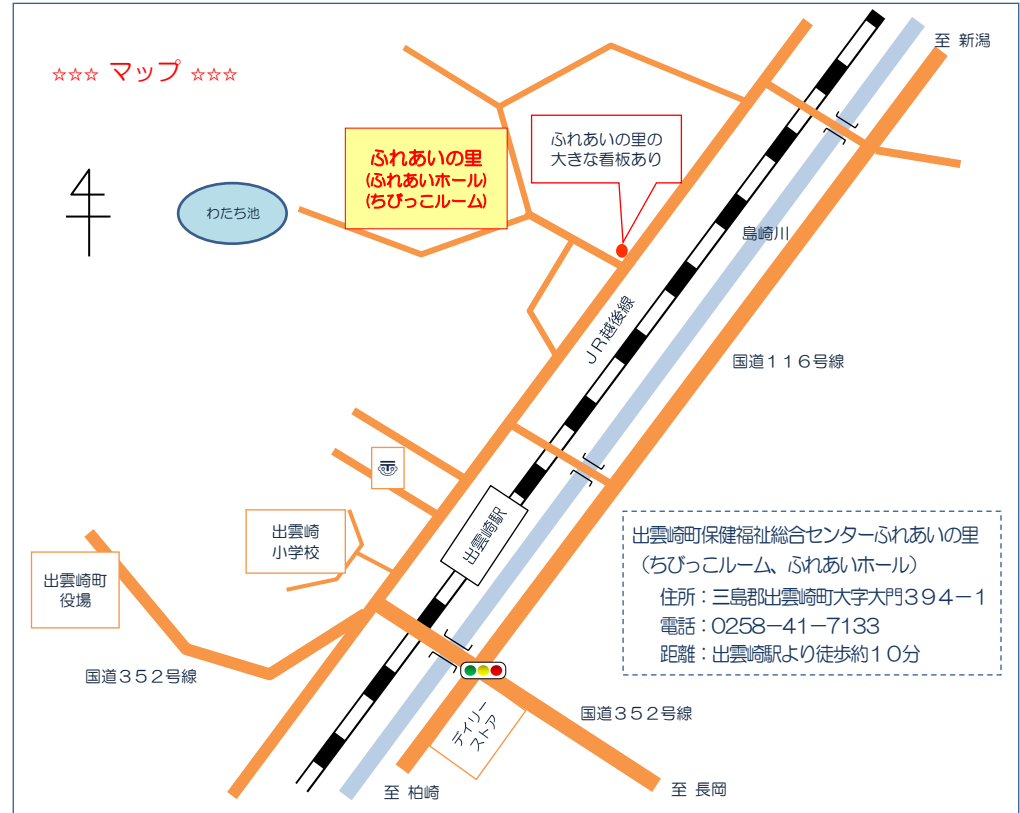 ☆☆☆ マップ ☆☆☆
至 新潟
ふれあいの里
(ふれあいホール)
(ちびっこルーム)
ふれあいの里の
大きな看板あり
わたち池
島崎川
JR越後線
国道116号線
出雲崎駅
出雲崎
小学校
出雲崎町
役場
国道352号線
出雲崎町保健福祉総合センターふれあいの里
(ちびっこルーム、ふれあいホール)
住所:三島郡出雲崎町大字大門394-1
電話:0258-41-7133
距離:出雲崎駅より徒歩約10分
デイリー
ストア
国道352号線
至 柏崎
至 長岡